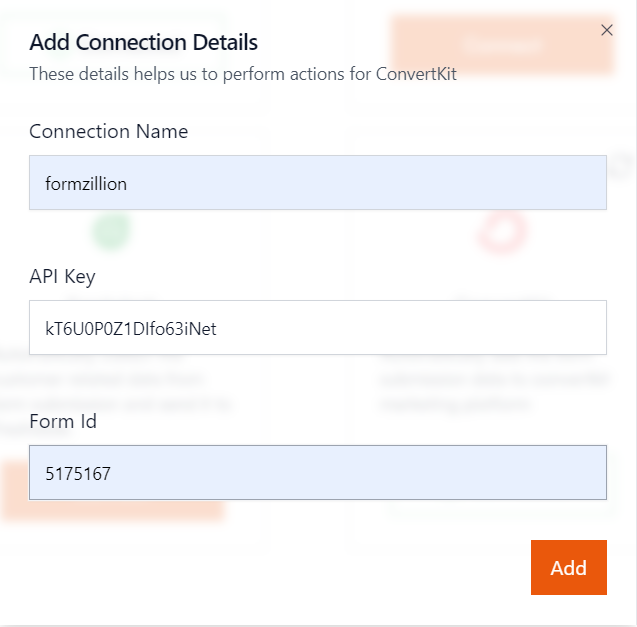 Add Connection Details
These details helps us to perform actions for ConvertKit
Connection Name
formzillion
API Key
kT6U0P0Z1DIfo63iNet
Form Id
5175167
Add